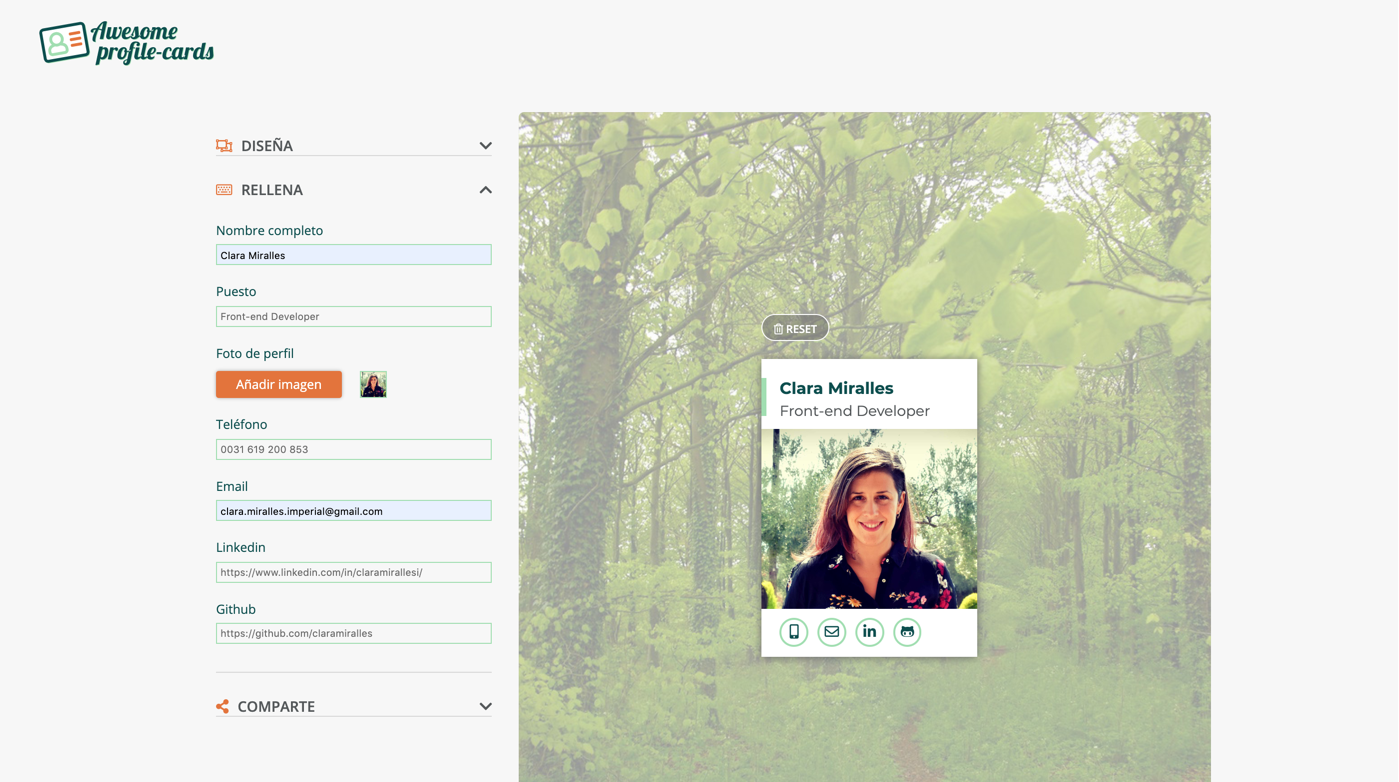 Awesome
profile-cards
DISEÑA
RELLENA
Nombre completo
Clara Miralles
Puesto
Front-end Developer
Foto de perfil
Añadir imagen
Teléfono
0031 619 200 853
Email
clara.miralles.imperial@gmail.com
Linkedin
https://www.linkedin.com/in/claramirallesi/
Github
https://github.com/claramiralles
COMPARTE
RESET
Clara Miralles
Front-end Developer
in